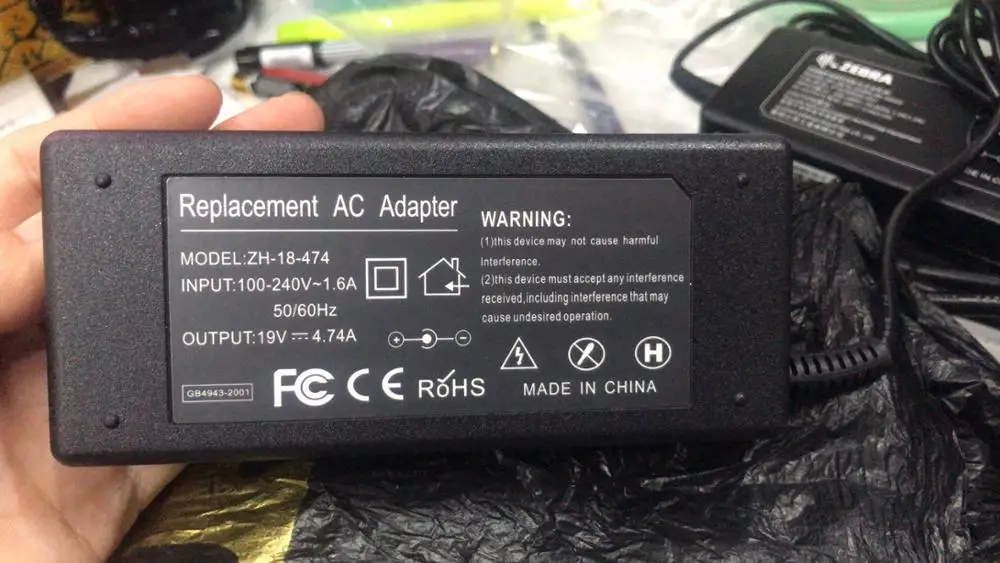 Replacement AC Adapter
MODEL:ZH-18-474
INPUT:100-240V~1.6A
50/60Hz
OUTPUT:19V⎓4.74A
GB4943-2001
FC CE RoHS
WARNING:
(1)this device may not cause harmful
Interference.
(2)this device must accept any interference
received,including interference that may
cause undesired operation.
H
MADE IN CHINA
ZEBRA